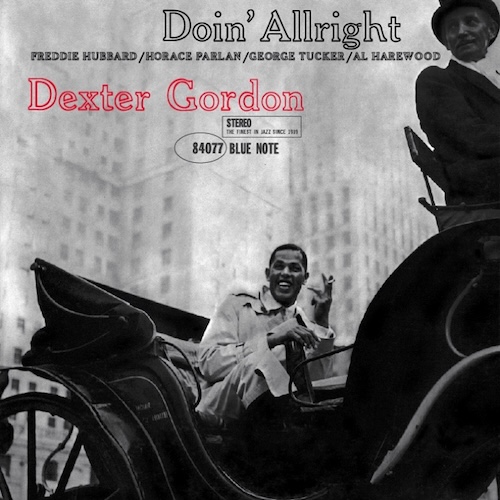 Doin' Allright
FREDDIE HUBBARD/HORACE PARLAN/GEORGE TUCKER/AL HAREWOOD
Dexter Gordon
STEREO
THE FINEST IN JAZZ SINCE 1939
84077 BLUE NOTE